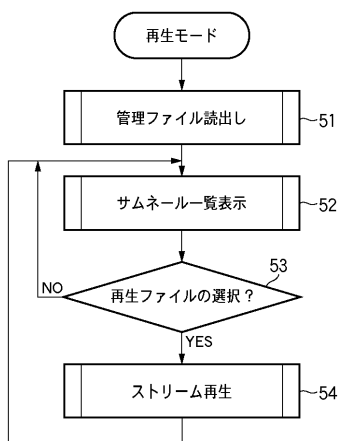 再生モード
管理ファイル読出し
51
サムネール一覧表示
52
53
再生ファイルの選択？
NO
YES
ストリーム再生
54